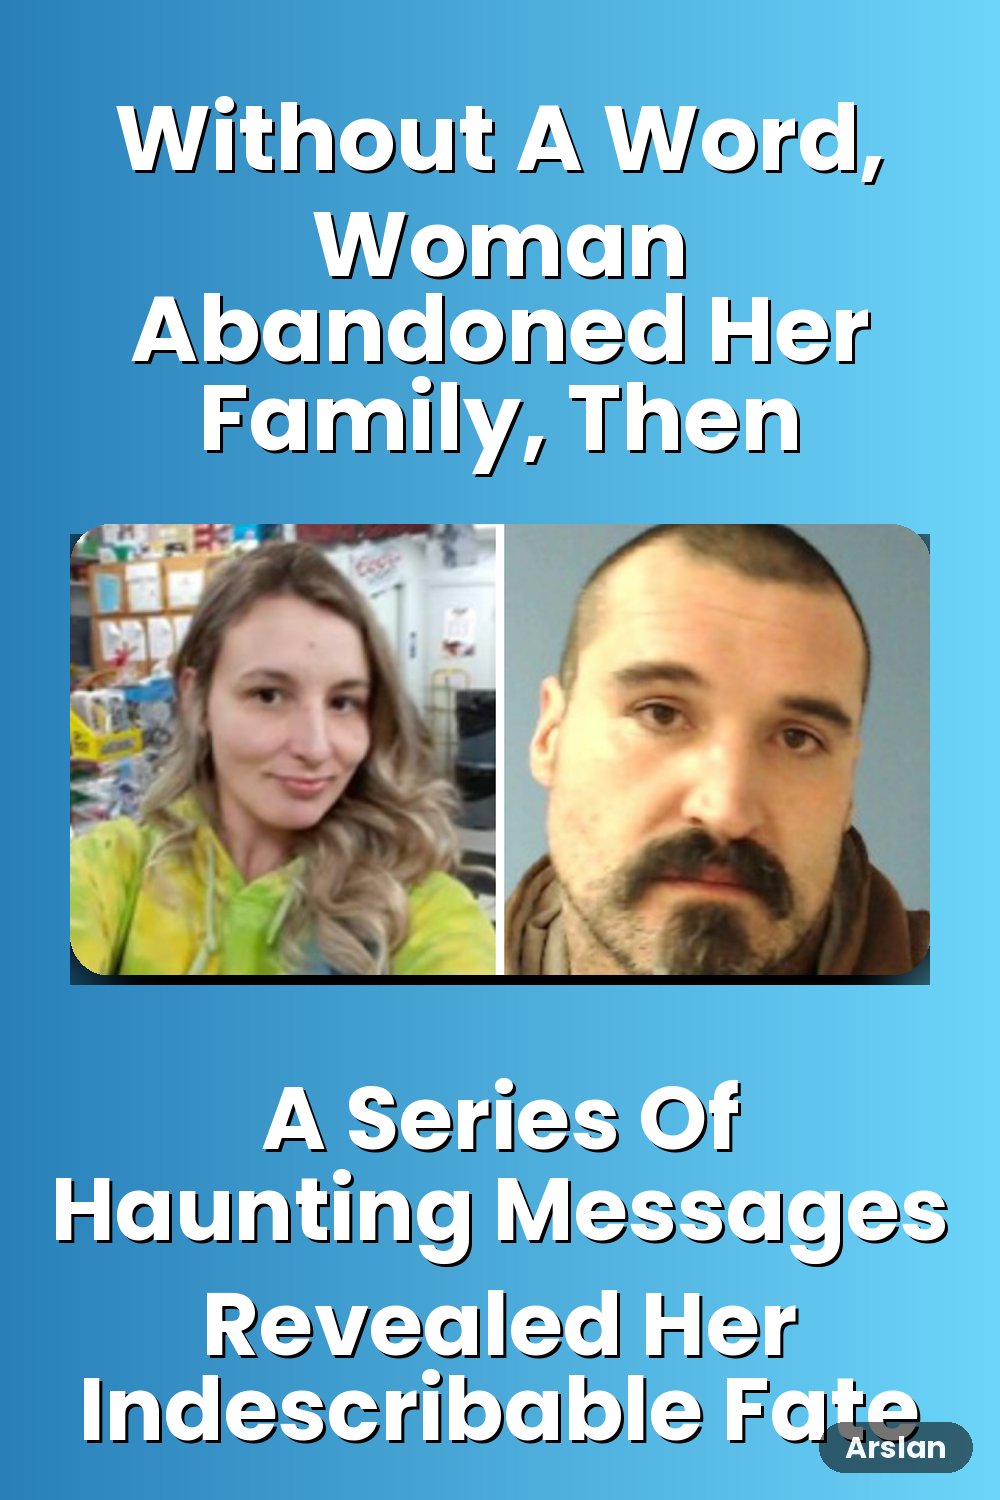 Without A Word,
Woman
Abandoned Her
Family, Then
A Series Of
Haunting Messages
Revealed Her
Indescribable Fate
Arslan